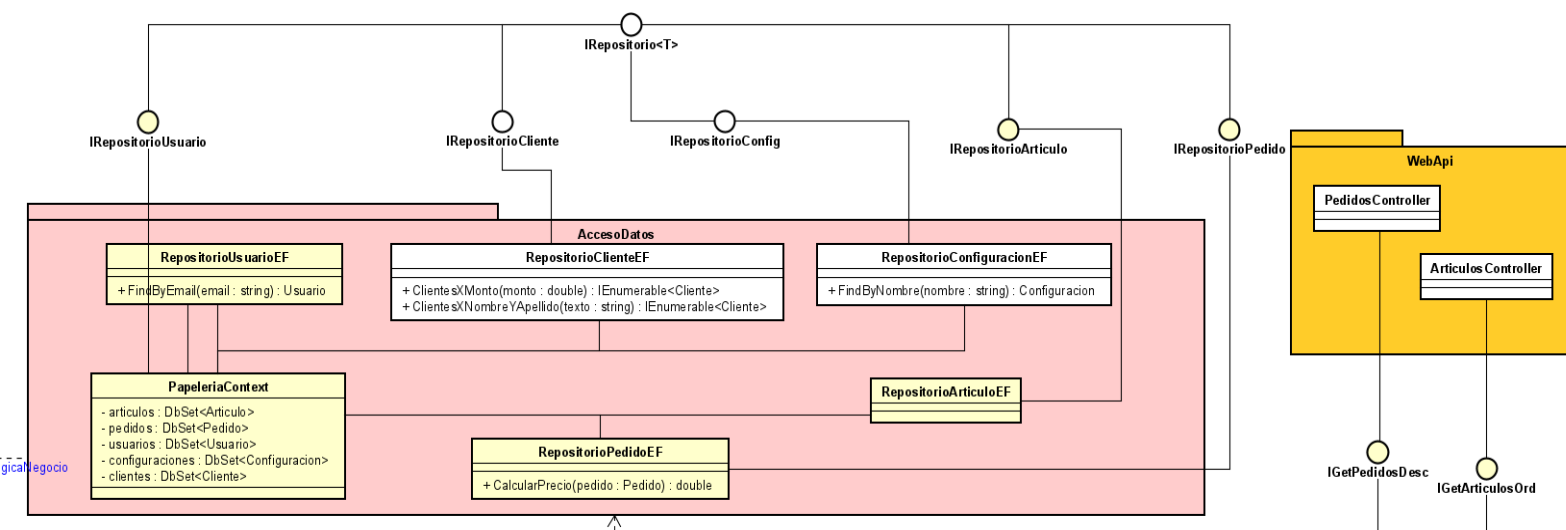 IRepositorio<T>
IRepositorioUsuario
IRepositorioCliente
IRepositorioConfig
IRepositorioArticulo
IRepositorioPedido
WebApi
PedidosController
ArticulosController
AccesoDatos
RepositorioUsuarioEF
+ FindByEmail(email : string) : Usuario
RepositorioClienteEF
+ ClientesXMonto(monto : double) : IEnumerable<Cliente>
+ ClientesXNombreYApellido(texto : string) : IEnumerable<Cliente>
RepositorioConfiguracionEF
+ FindByNombre(nombre : string) : Configuracion
PapeleriaContext
- articulos : DbSet<Articulo>
- pedidos : DbSet<Pedido>
- usuarios : DbSet<Usuario>
- configuraciones : DbSet<Configuracion>
- clientes : DbSet<Cliente>
RepositorioArticuloEF
RepositorioPedidoEF
+ CalcularPrecio(pedido : Pedido) : double
gicaNegocio
IGetPedidosDesc
IGetArticulosOrd